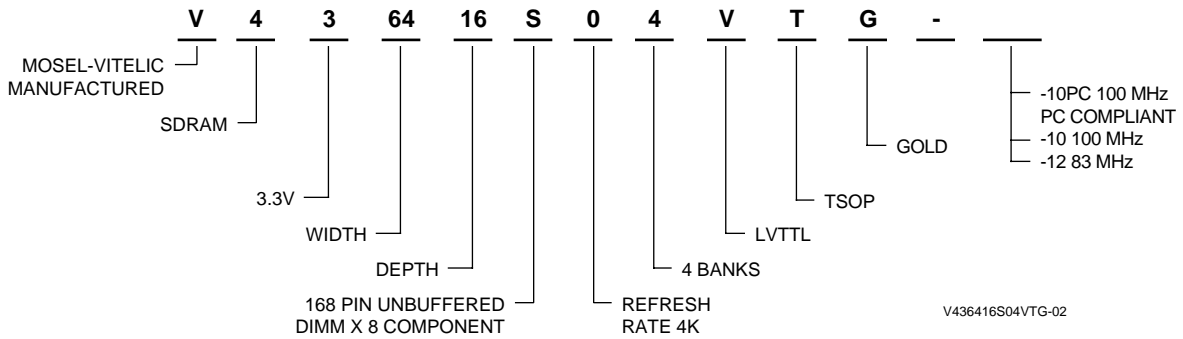 V 4 3 64 16 S 0 4 V T G -
MOSEL-VITELIC
MANUFACTURED
SDRAM
3.3V
WIDTH
DEPTH
168 PIN UNBUFFERED
DIMM X 8 COMPONENT
REFRESH
RATE 4K
4 BANKS
LVTTL
TSOP
GOLD
-10PC 100 MHz
PC COMPLIANT
-10 100 MHz
-12 83 MHz
V436416S04VTG-02